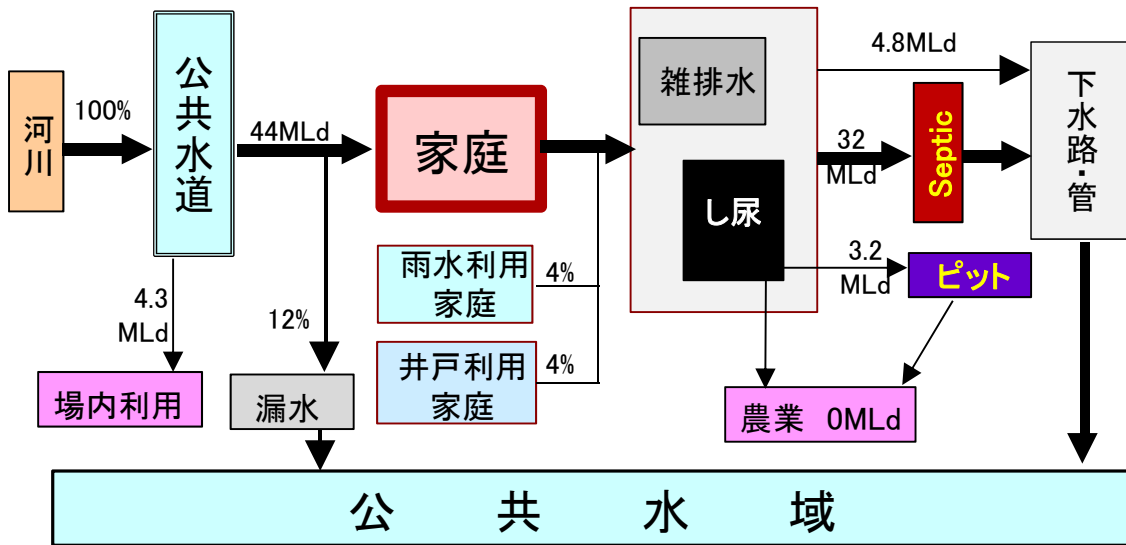 河川
100%
公共水道
44MLd
家庭
雑排水
し尿
4.8MLd
32
MLd
Septic
下水路・管
3.2
MLd
ピット
雨水利用
家庭
4%
井戸利用
家庭
4%
4.3
MLd
12%
場内利用
漏水
農業 0MLd
公共水域